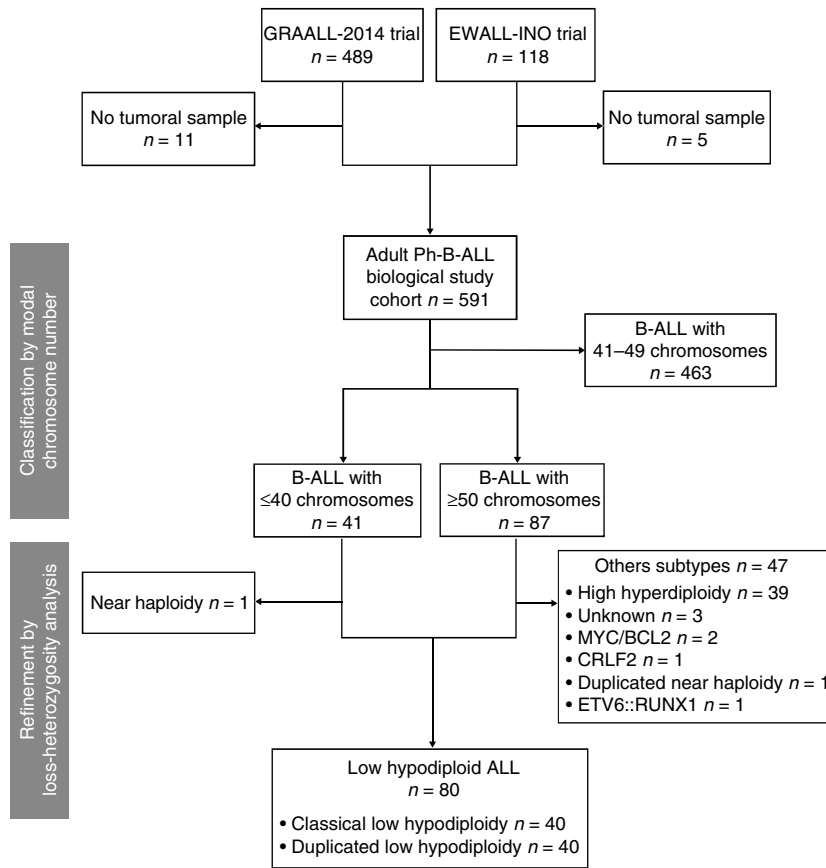 GRAALL-2014 trial
n = 489
EWALL-INO trial
n = 118
No tumoral sample
n = 11
No tumoral sample
n = 5
Classification by modal
chromosome number
Adult Ph-B-ALL
biological study
cohort n = 591
B-ALL with
41–49 chromosomes
n = 463
B-ALL with
≤40 chromosomes
n = 41
B-ALL with
≥50 chromosomes
n = 87
Refinement by
loss-heterozygosity analysis
Near haploidy n = 1
Others subtypes n = 47
• High hyperdiploidy n = 39
• Unknown n = 3
• MYC/BCL2 n = 2
• CRLF2 n = 1
• Duplicated near haploidy n = 1
• ETV6::RUNX1 n = 1
Low hypodiploid ALL
n = 80
• Classical low hypodiploidy n = 40
• Duplicated low hypodiploidy n = 40